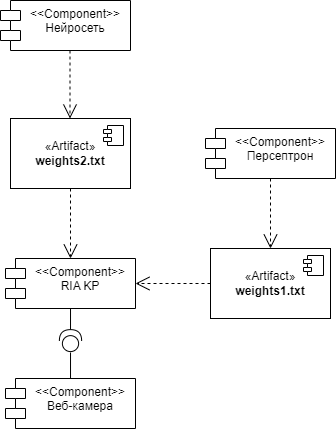 <<Component>>
Нейросеть
«Artifact»
weights2.txt
<<Component>>
Персептрон
<<Component>>
RIA KP
«Artifact»
weights1.txt
<<Component>>
Веб-камера